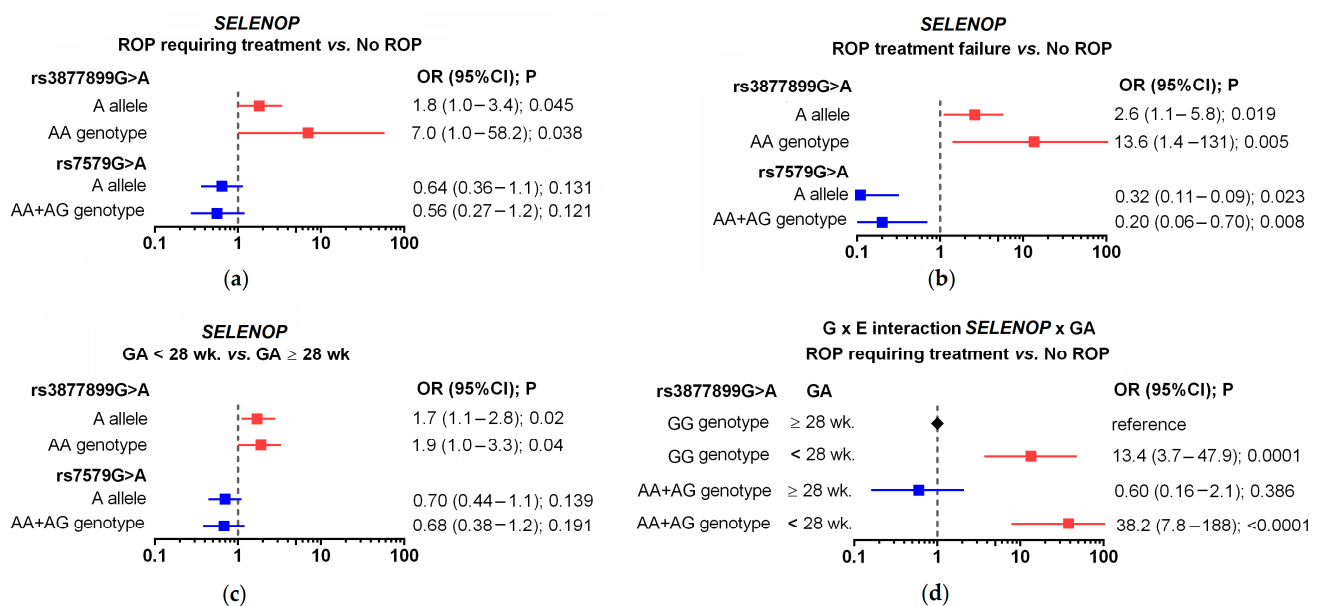 SELENOP
ROP requiring treatment vs. No ROP
rs3877899G>A OR (95%CI); P
A allele 1.8 (1.0−3.4); 0.045
AA genotype 7.0 (1.0−58.2); 0.038
rs7579G>A
A allele 0.64 (0.36−1.1); 0.131
AA+AG genotype 0.56 (0.27−1.2); 0.121
0.1 1 10 100
(a)
SELENOP
ROP treatment failure vs. No ROP
rs3877899G>A OR (95%CI); P
A allele 2.6 (1.1−5.8); 0.019
AA genotype 13.6 (1.4−131); 0.005
rs7579G>A
A allele 0.32 (0.11−0.09); 0.023
AA+AG genotype 0.20 (0.06−0.70); 0.008
0.1 1 10 100
(b)
SELENOP
GA < 28 wk. vs. GA ≥ 28 wk
rs3877899G>A OR (95%CI); P
A allele 1.7 (1.1−2.8); 0.02
AA genotype 1.9 (1.0−3.3); 0.04
rs7579G>A
A allele 0.70 (0.44−1.1); 0.139
AA+AG genotype 0.68 (0.38−1.2); 0.191
0.1 1 10 100
(c)
G x E interaction SELENOP x GA
ROP requiring treatment vs. No ROP
rs3877899G>A GA OR (95%CI); P
GG genotype ≥ 28 wk. reference
GG genotype < 28 wk. 13.4 (3.7−47.9); 0.0001
AA+AG genotype ≥ 28 wk. 0.60 (0.16−2.1); 0.386
AA+AG genotype < 28 wk. 38.2 (7.8−188); <0.0001
0.1 1 10 100
(d)